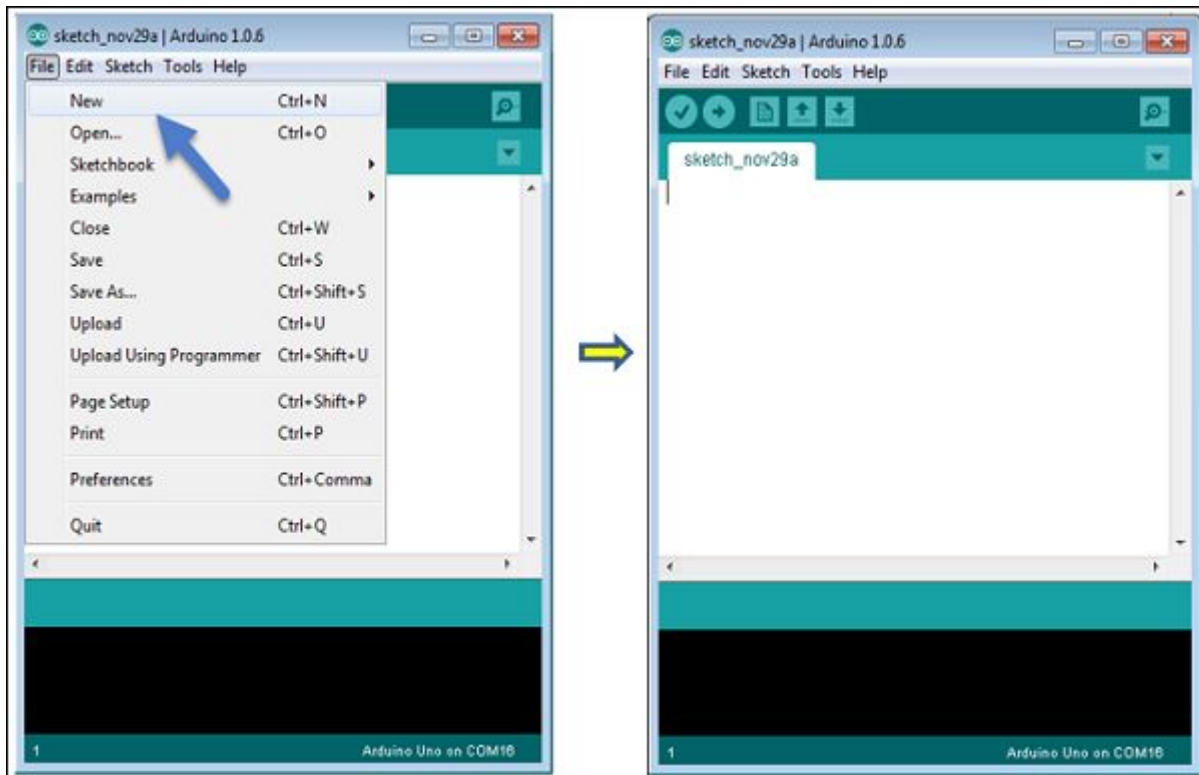 sketch_nov29a | Arduino 1.0.6
File Edit Sketch Tools Help
New Ctrl+N
Open... Ctrl+O
Sketchbook
Examples
Close Ctrl+W
Save Ctrl+S
Save As... Ctrl+Shift+S
Upload Ctrl+U
Upload Using Programmer Ctrl+Shift+U
Page Setup Ctrl+Shift+P
Print Ctrl+P
Preferences Ctrl+Comma
Quit Ctrl+Q
1 Arduino Uno on COM16
sketch_nov29a | Arduino 1.0.6
File Edit Sketch Tools Help
sketch_nov29a
1 Arduino Uno on COM16